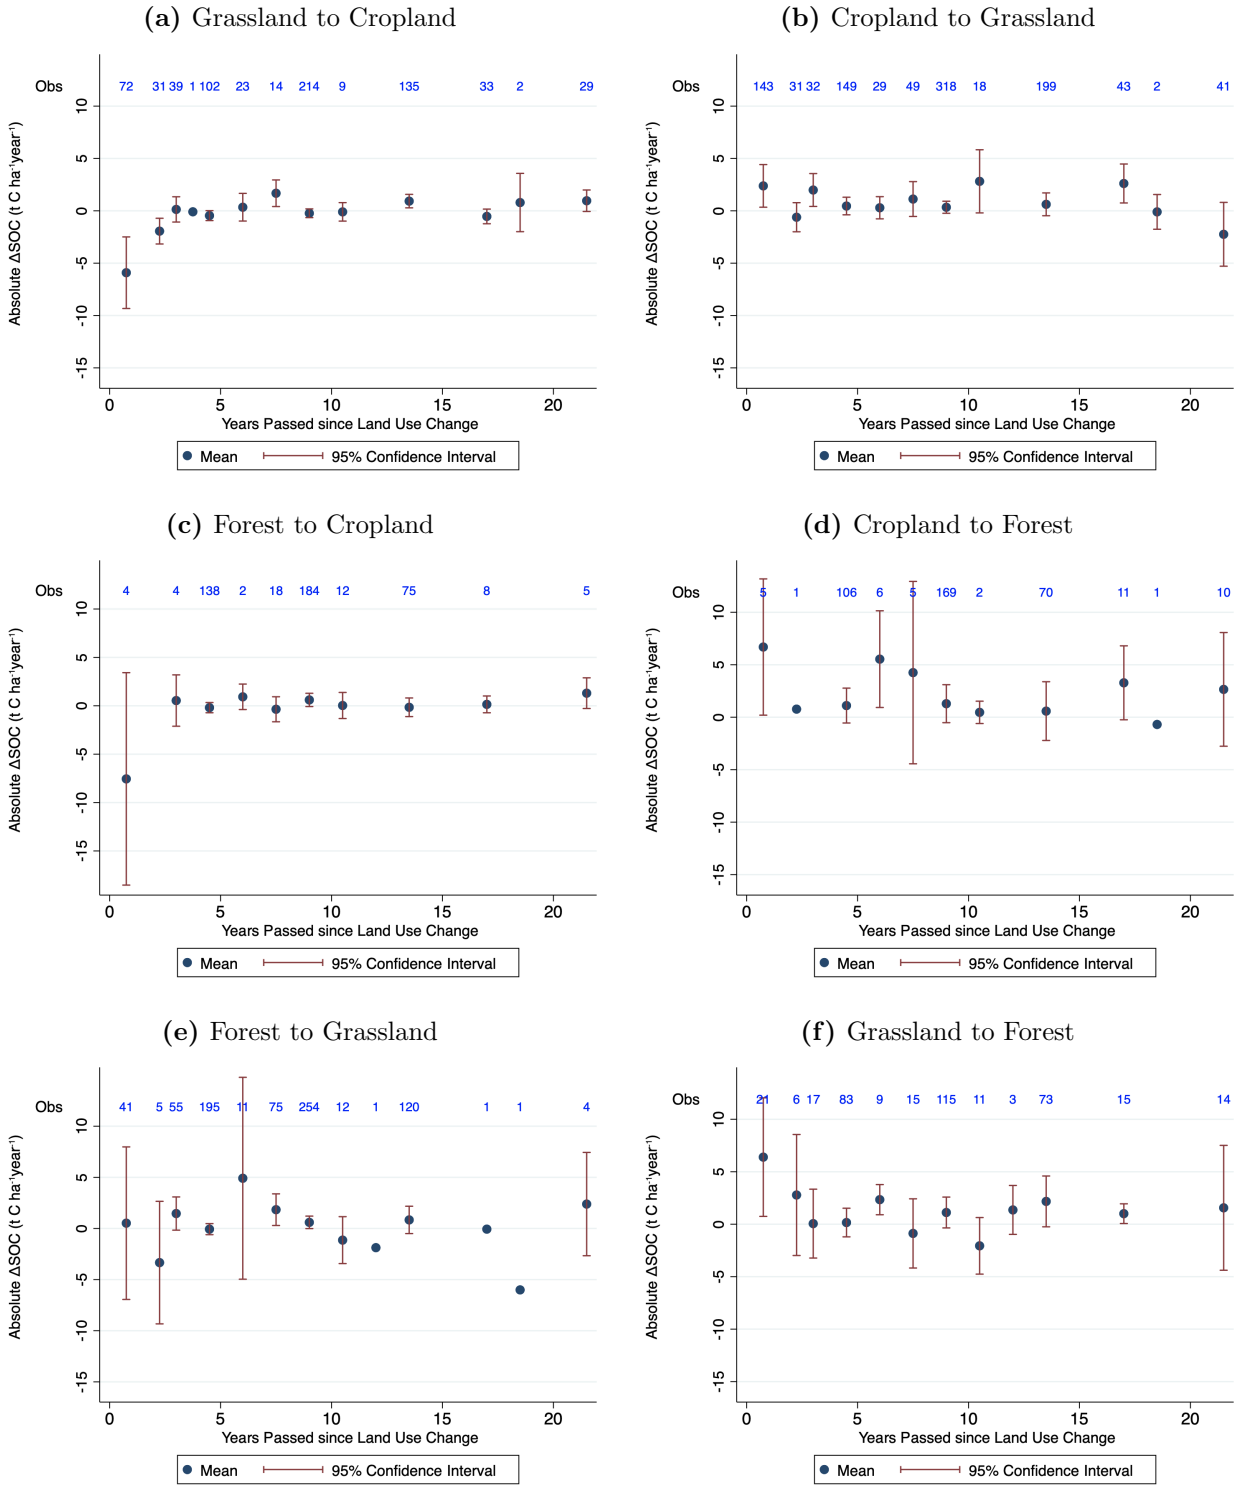 (a) Grassland to Cropland
Obs 72 31 39 1 102 23 14 214 9 135 33 2 29
Absolute ΔSOC (t C ha⁻¹year⁻¹)
10
5
0
-5
-10
-15
0 5 10 15 20
Years Passed since Land Use Change
Mean 95% Confidence Interval
(b) Cropland to Grassland
Obs 143 31 32 149 29 49 318 18 199 43 2 41
Absolute ΔSOC (t C ha⁻¹year⁻¹)
10
5
0
-5
-10
-15
0 5 10 15 20
Years Passed since Land Use Change
Mean 95% Confidence Interval
(c) Forest to Cropland
Obs 4 4 138 2 18 184 12 75 8 5
Absolute ΔSOC (t C ha⁻¹year⁻¹)
10
5
0
-5
-10
-15
0 5 10 15 20
Years Passed since Land Use Change
Mean 95% Confidence Interval
(d) Cropland to Forest
Obs 5 1 106 6 5 169 2 70 11 1 10
Absolute ΔSOC (t C ha⁻¹year⁻¹)
10
5
0
-5
-10
-15
0 5 10 15 20
Years Passed since Land Use Change
Mean 95% Confidence Interval
(e) Forest to Grassland
Obs 41 5 55 195 11 75 254 12 1 120 1 1 4
Absolute ΔSOC (t C ha⁻¹year⁻¹)
10
5
0
-5
-10
-15
0 5 10 15 20
Years Passed since Land Use Change
Mean 95% Confidence Interval
(f) Grassland to Forest
Obs 21 6 17 83 9 15 115 11 3 73 15 14
Absolute ΔSOC (t C ha⁻¹year⁻¹)
10
5
0
-5
-10
-15
0 5 10 15 20
Years Passed since Land Use Change
Mean 95% Confidence Interval